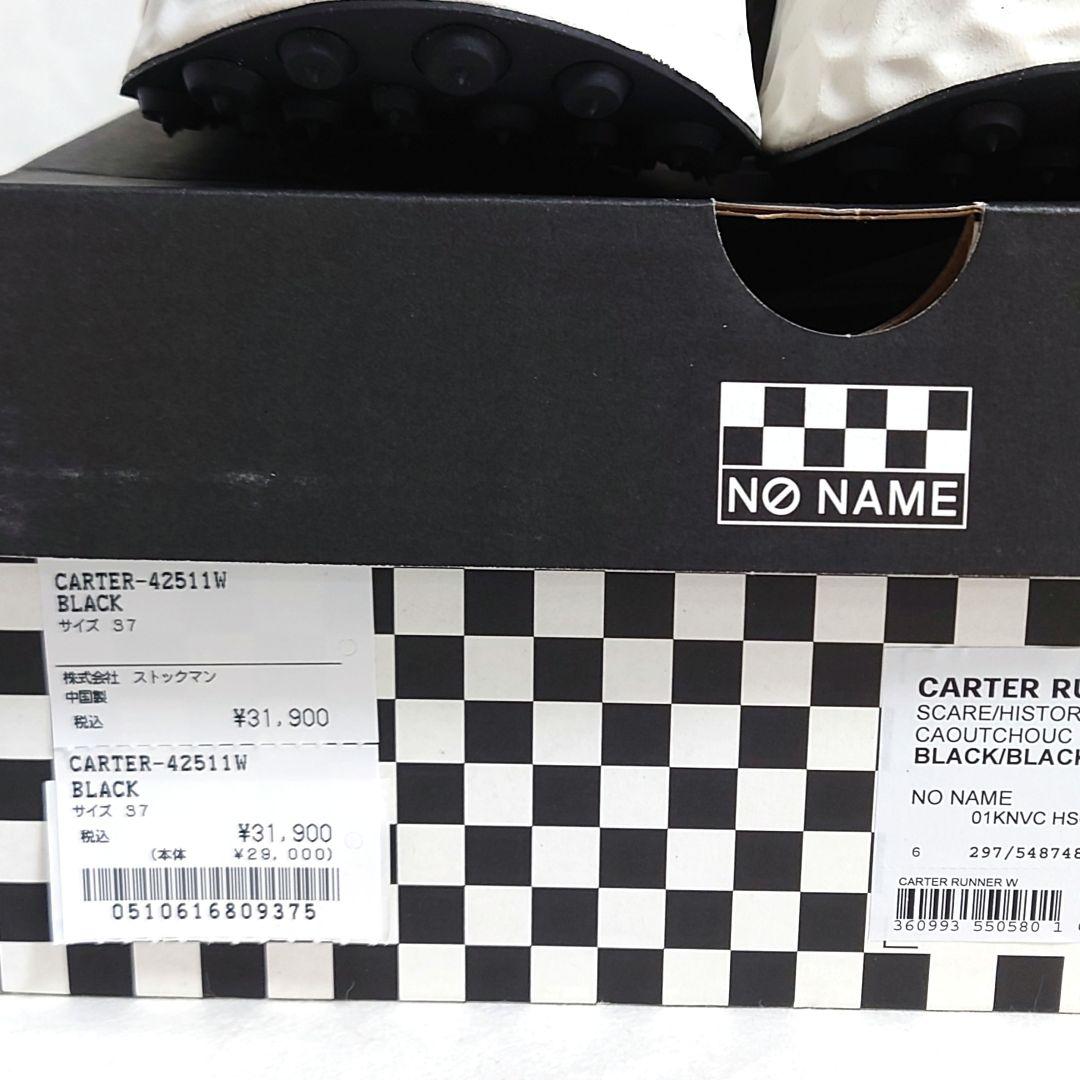 NO NAME
CARTER-42511W
BLACK
サイズ 37
株式会社 ストックマン
中国製
税込 ¥31,900
CARTER-42511W
BLACK
サイズ 37
税込 ¥31,900
(本体 ¥29,000)
0510616809375
CARTER RU
SCARE/HISTOR
CAOUTCHOUC
BLACK/BLACK
NO NAME
01KNVC HS
6 297/548748
CARTER RUNNER W
360993 550580 1